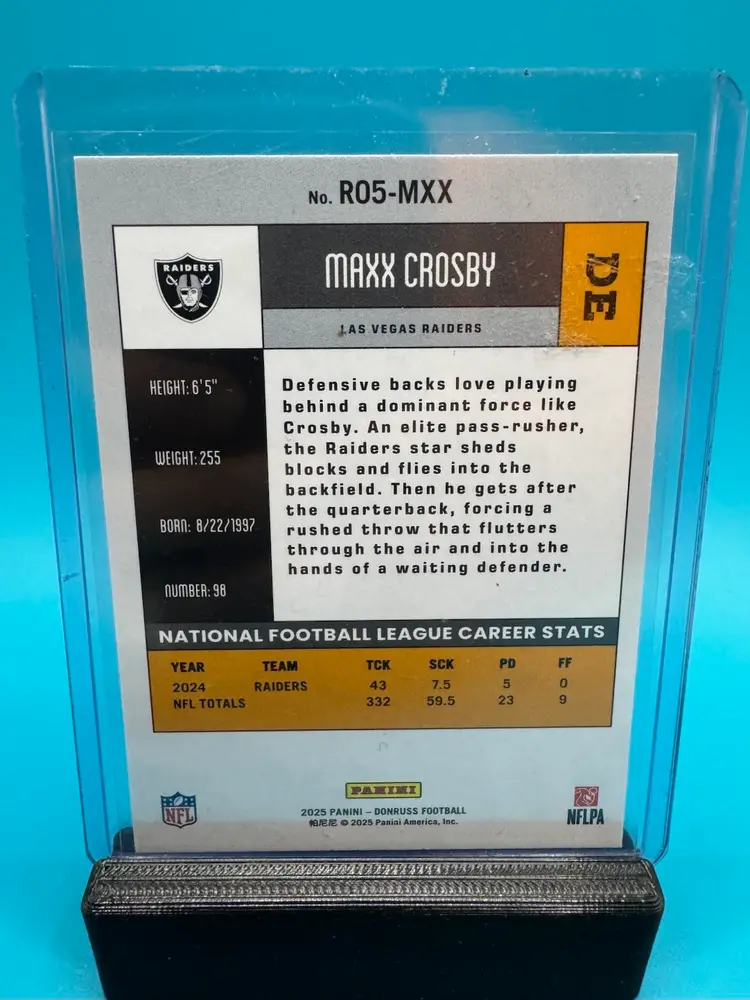 No. R05-MXX
RAIDERS
MAXX CROSBY
DE
LAS VEGAS RAIDERS
HEIGHT: 6'5"
WEIGHT: 255
BORN: 8/22/1997
NUMBER: 98
Defensive backs love playing
behind a dominant force like
Crosby. An elite pass-rusher,
the Raiders star sheds
blocks and flies into the
backfield. Then he gets after
the quarterback, forcing a
rushed throw that flutters
through the air and into the
hands of a waiting defender.
NATIONAL FOOTBALL LEAGUE CAREER STATS
YEAR TEAM TCK SCK PD FF
2024 RAIDERS 43 7.5 5 0
NFL TOTALS 332 59.5 23 9
PANINI
NFL
2025 PANINI – DONRUSS FOOTBALL
帕尼尼 © 2025 Panini America, Inc.
NFLPA